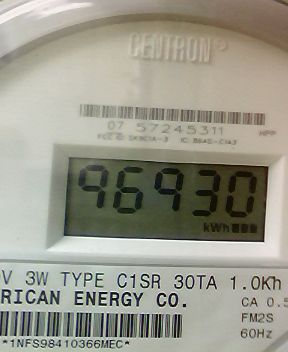 CENTRON®
07 57245311 HPP
96930
kWh
V 3W TYPE C1SR 30TA 1.0Kh
RICAN ENERGY CO.
CA 0.5
FM2S
60Hz
*1NFS98410366MEC*